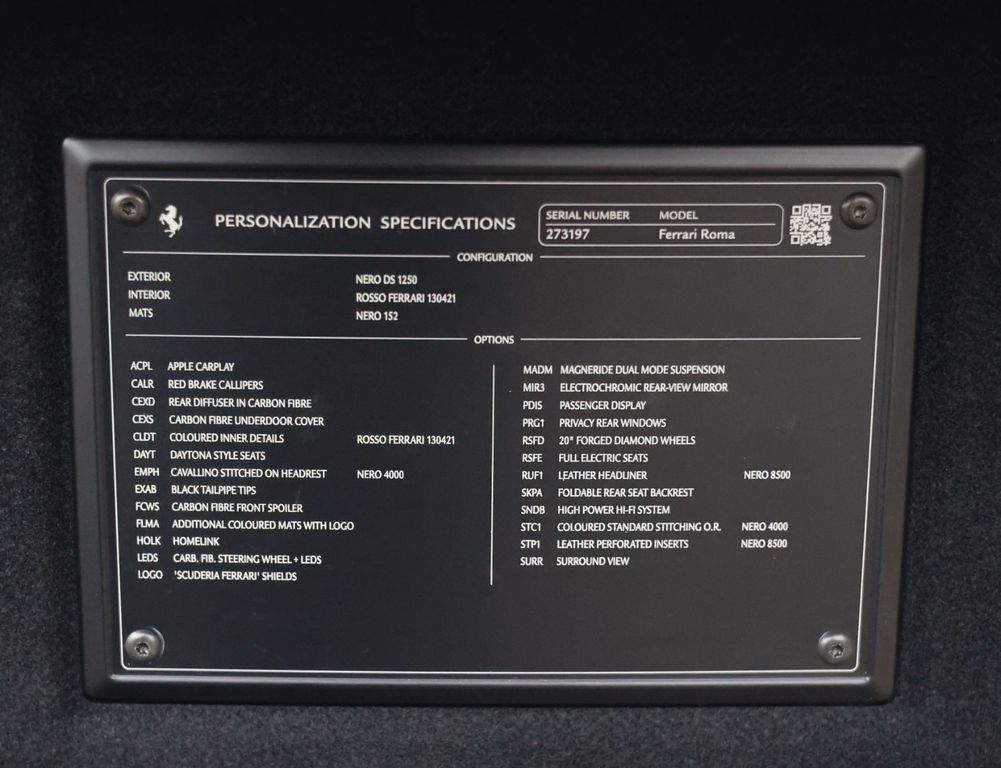 PERSONALIZATION SPECIFICATIONS
SERIAL NUMBER MODEL
273197 Ferrari Roma
CONFIGURATION
EXTERIOR NERO DS 1250
INTERIOR ROSSO FERRARI 130421
MATS NERO 152
OPTIONS
ACPL APPLE CARPLAY
CALR RED BRAKE CALLIPERS
CEXD REAR DIFFUSER IN CARBON FIBRE
CEXS CARBON FIBRE UNDERDOOR COVER
CLDT COLOURED INNER DETAILS ROSSO FERRARI 130421
DAYT DAYTONA STYLE SEATS
EMPH CAVALLINO STITCHED ON HEADREST NERO 4000
EXAB BLACK TAILPIPE TIPS
FCWS CARBON FIBRE FRONT SPOILER
FLMA ADDITIONAL COLOURED MATS WITH LOGO
HOLK HOMELINK
LEDS CARB. FIB. STEERING WHEEL + LEDS
LOGO 'SCUDERIA FERRARI' SHIELDS
MADM MAGNERIDE DUAL MODE SUSPENSION
MIR3 ELECTROCHROMIC REAR-VIEW MIRROR
PDIS PASSENGER DISPLAY
PRG1 PRIVACY REAR WINDOWS
RSFD 20" FORGED DIAMOND WHEELS
RSFE FULL ELECTRIC SEATS
RUF1 LEATHER HEADLINER NERO 8500
SKPA FOLDABLE REAR SEAT BACKREST
SNDB HIGH POWER HI-FI SYSTEM
STC1 COLOURED STANDARD STITCHING O.R. NERO 4000
STP1 LEATHER PERFORATED INSERTS NERO 8500
SURR SURROUND VIEW